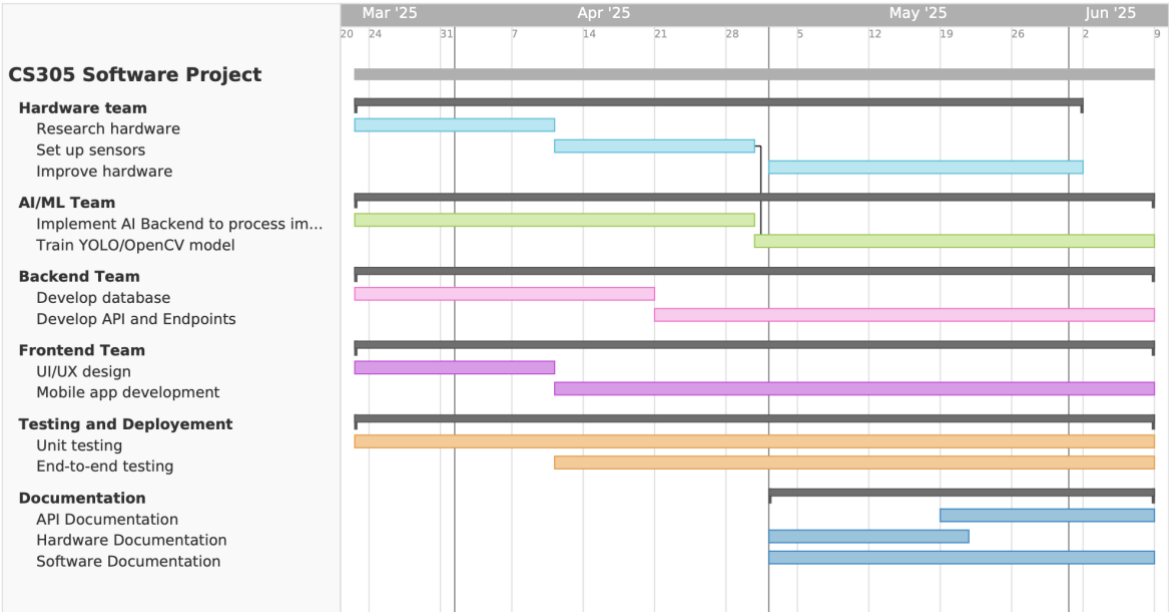 Mar '25 Apr '25 May '25 Jun '25
20 24 31 7 14 21 28 5 12 19 26 2 9
CS305 Software Project
Hardware team
Research hardware
Set up sensors
Improve hardware
AI/ML Team
Implement AI Backend to process im...
Train YOLO/OpenCV model
Backend Team
Develop database
Develop API and Endpoints
Frontend Team
UI/UX design
Mobile app development
Testing and Deployement
Unit testing
End-to-end testing
Documentation
API Documentation
Hardware Documentation
Software Documentation